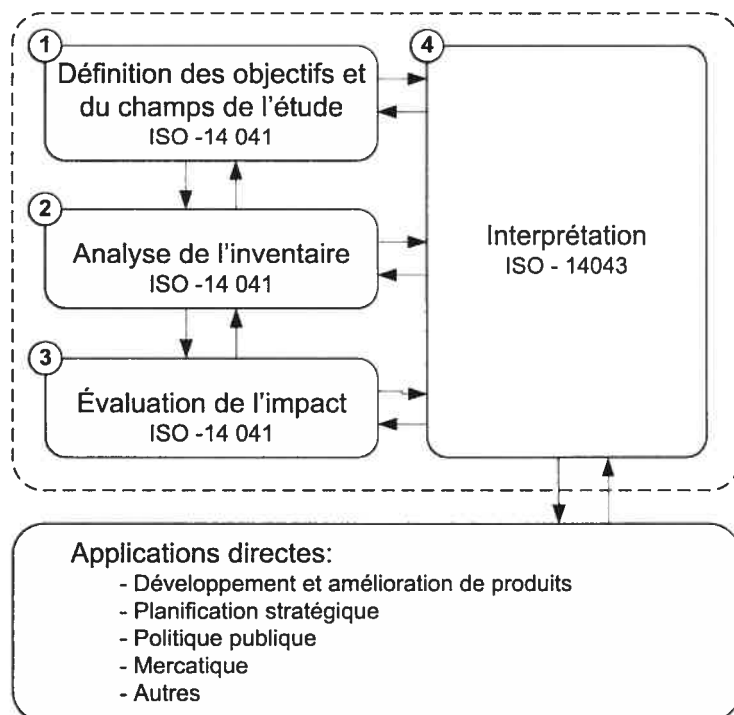 1
Définition des objectifs et
du champs de l'étude
ISO -14 041
2
Analyse de l'inventaire
ISO -14 041
3
Évaluation de l'impact
ISO -14 041
4
Interprétation
ISO - 14043
Applications directes:
- Développement et amélioration de produits
- Planification stratégique
- Politique publique
- Mercatique
- Autres